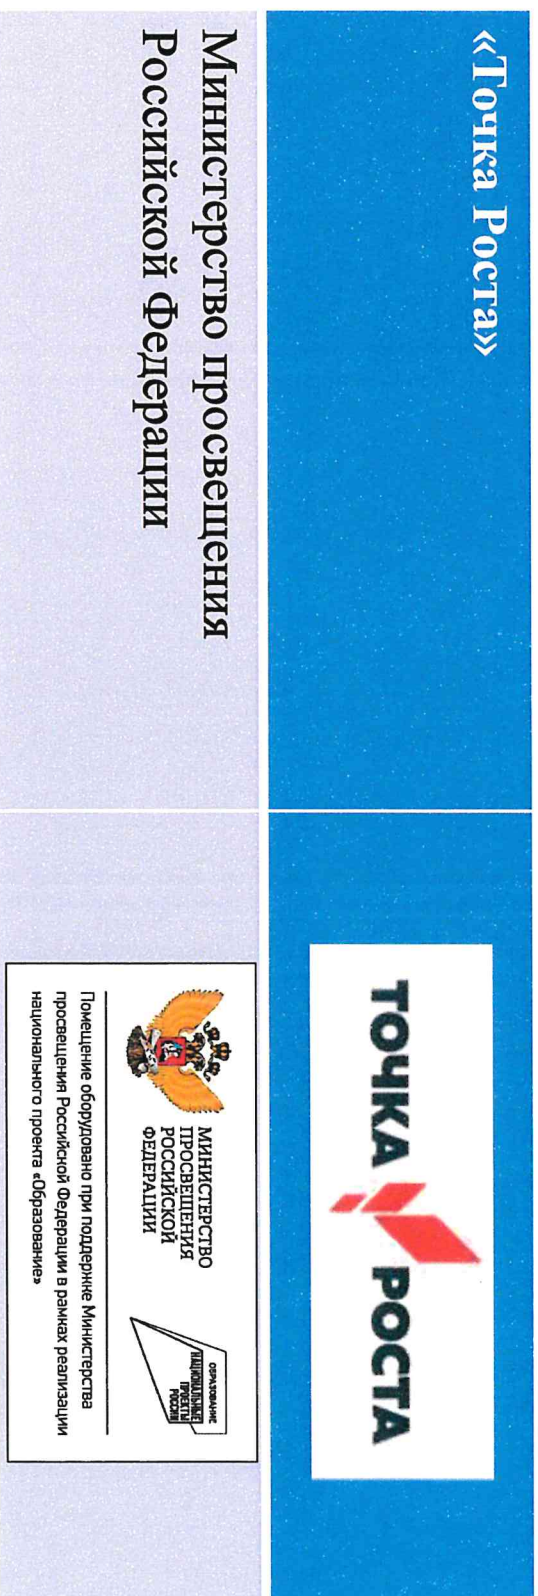 «Точка Роста»
ТОЧКА РОСТА
Министерство просвещения
Российской Федерации
МИНИСТЕРСТВО
ПРОСВЕЩЕНИЯ
РОССИЙСКОЙ
ФЕДЕРАЦИИ
ОБРАЗОВАНИЕ
НАЦИОНАЛЬНЫЕ
ПРОЕКТЫ
РОССИИ
Помещение оборудовано при поддержке Министерства
просвещения Российской Федерации в рамках реализации
национального проекта «Образование»